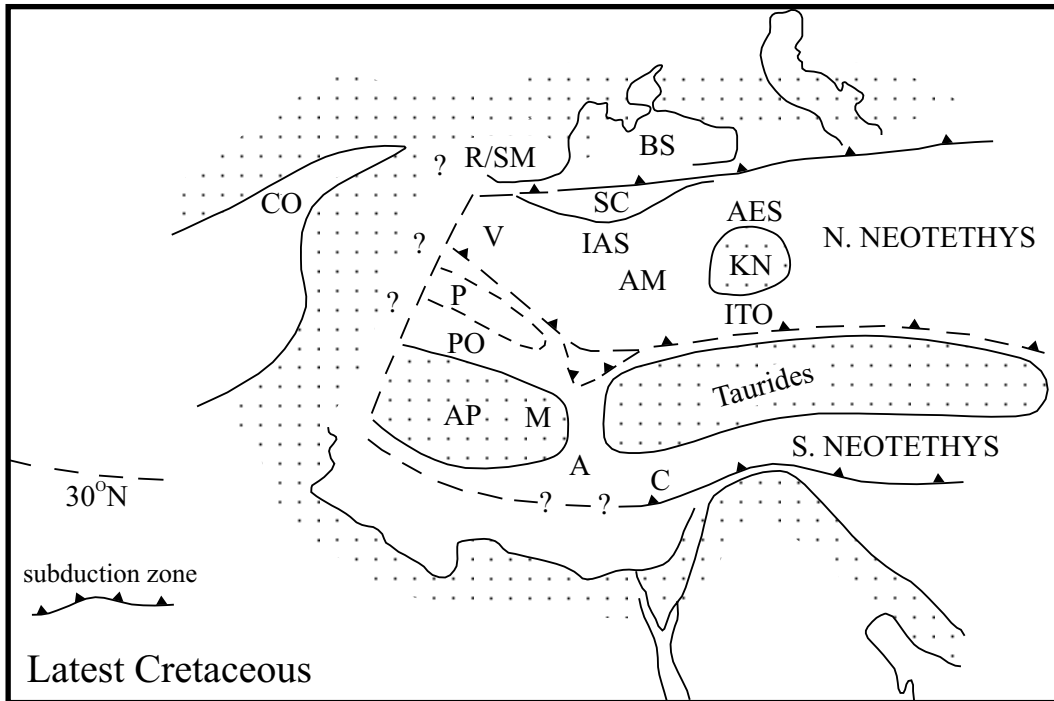 BS
R/SM
?
CO
SC
AES
V
IAS
N. NEOTETHYS
?
KN
AM
P
?
ITO
PO
Taurides
AP
M
S. NEOTETHYS
A
C
30°N
?
?
subduction zone
Latest Cretaceous